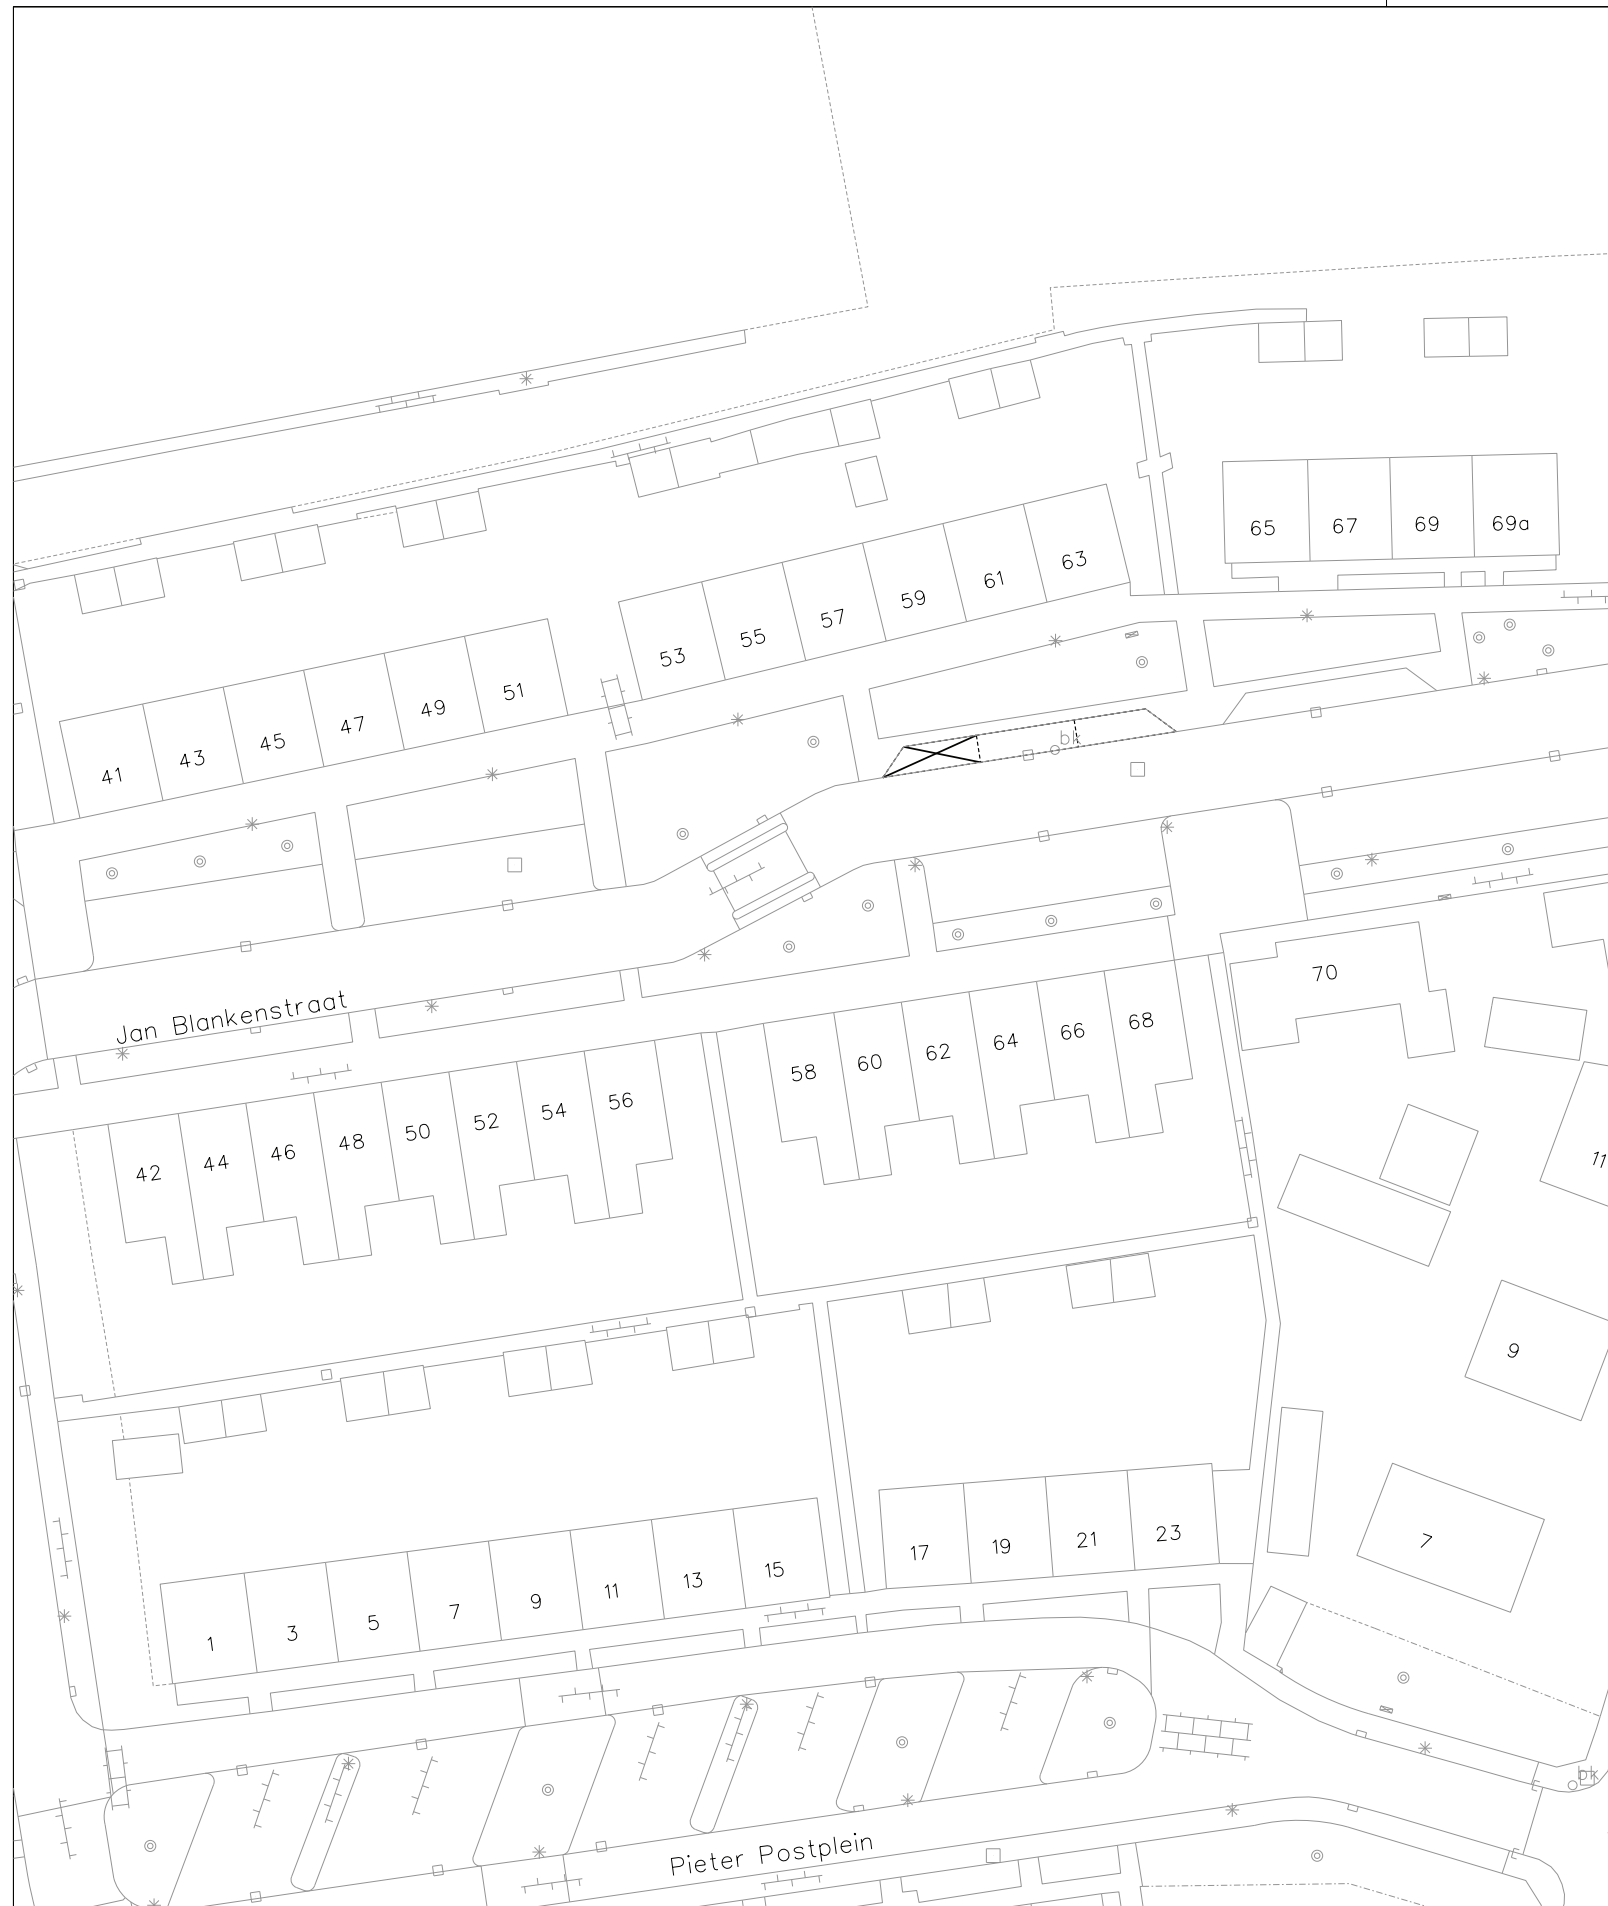 65 67 69 69a
53 55 57 59 61 63
41 43 45 47 49 51
bk
70
Jan Blankenstraat
58 60 62 64 66 68
42 44 46 48 50 52 54 56
11
9
7
17 19 21 23
1 3 5 7 9 11 13 15
bk
Pieter Postplein